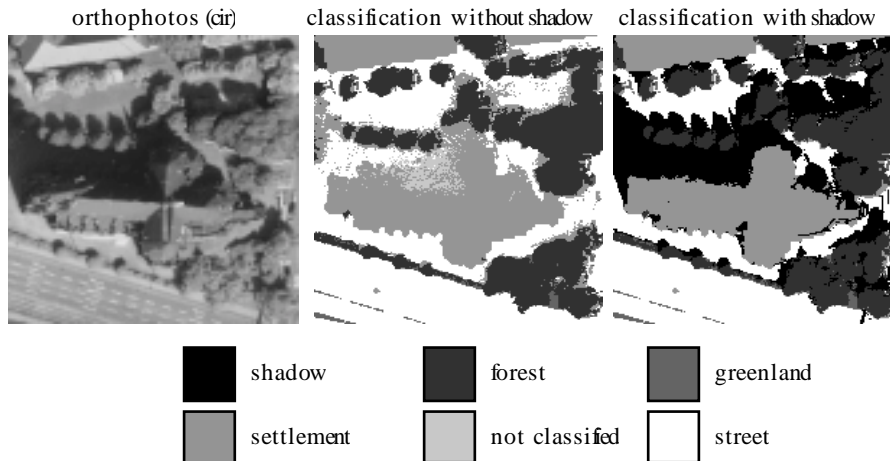 orthophotos (cir) classification without shadow classification with shadow
shadow forest greenland
settlement not classified street